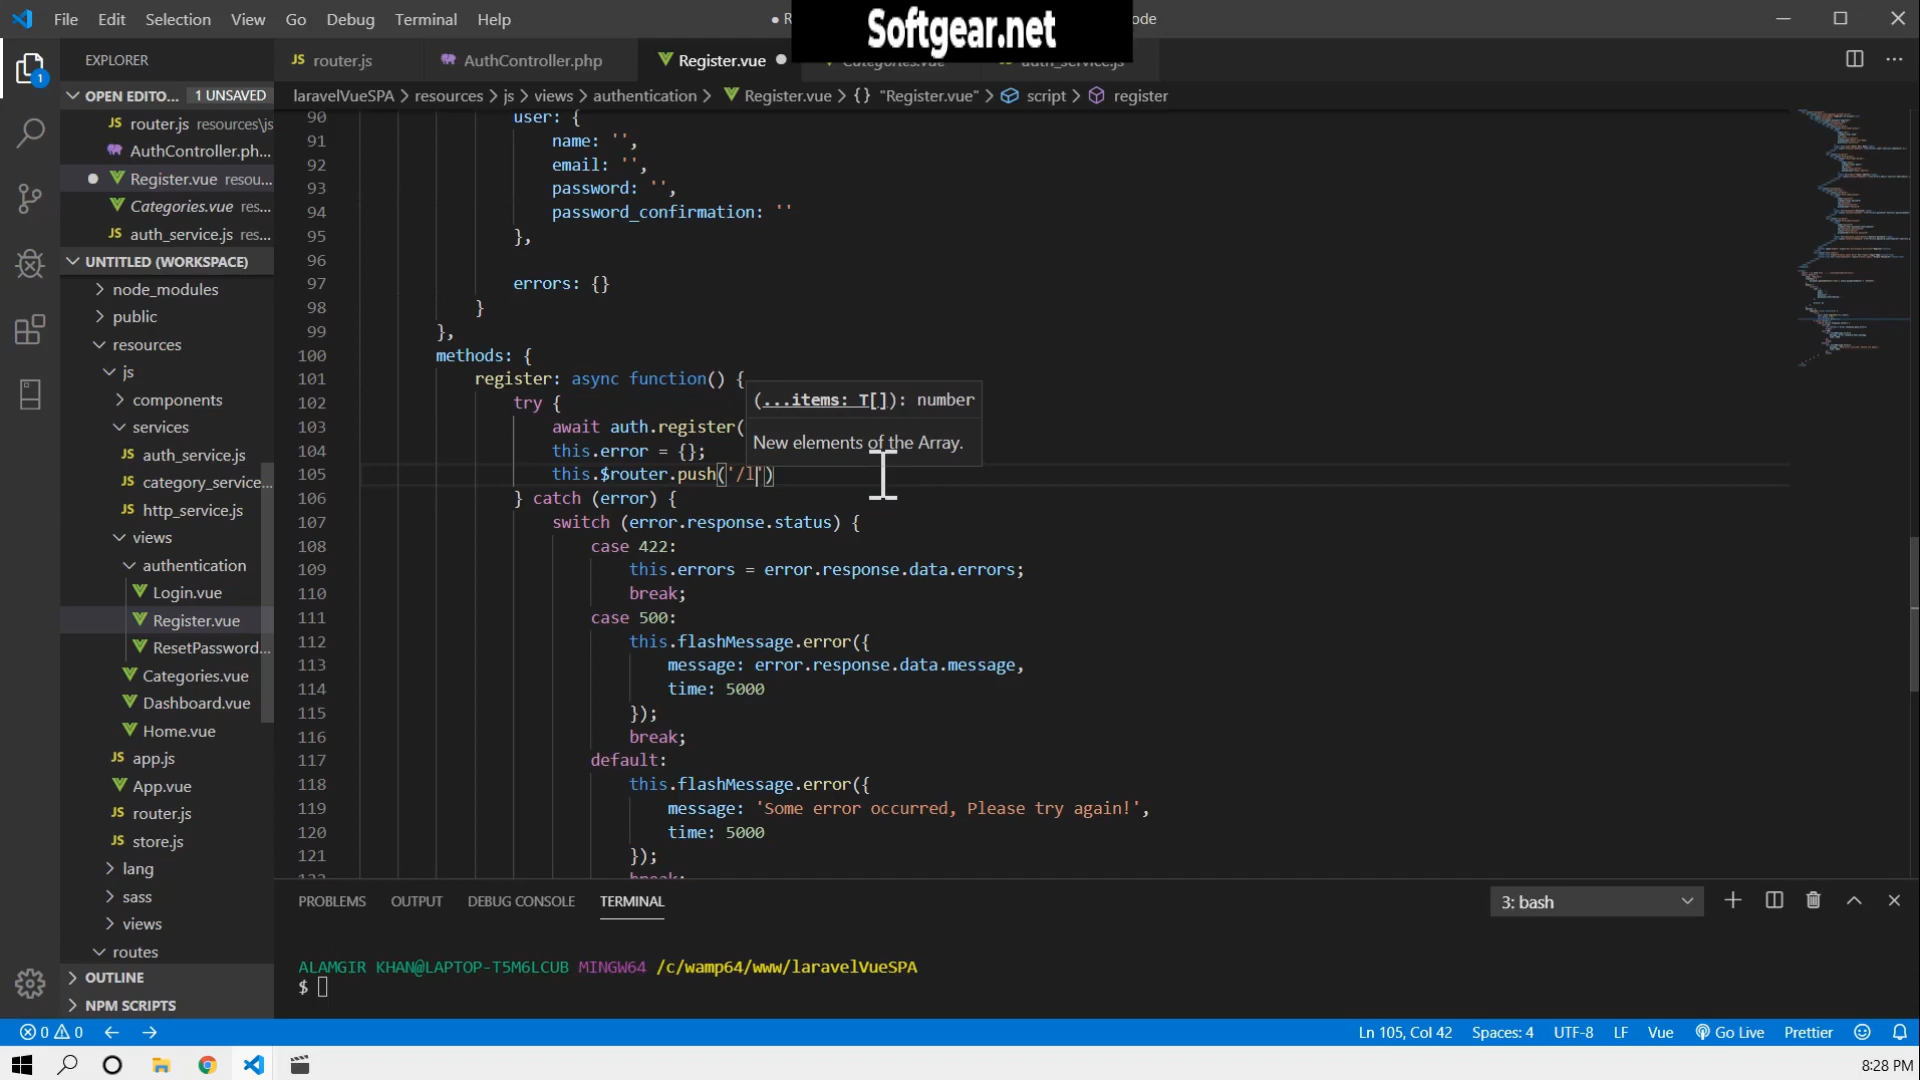 File Edit Selection View Go Debug Terminal Help
● R
ode
Softgear.net
EXPLORER
router.js
AuthController.php
Register.vue ●
Categories.vue
auth_service.js
OPEN EDITO... 1 UNSAVED
router.js resources\js
AuthController.ph...
● Register.vue resou...
Categories.vue res...
auth_service.js res...
UNTITLED (WORKSPACE)
node_modules
public
resources
js
components
services
auth_service.js
category_service...
http_service.js
views
authentication
Login.vue
Register.vue
ResetPassword...
Categories.vue
Dashboard.vue
Home.vue
app.js
App.vue
router.js
store.js
lang
sass
views
routes
OUTLINE
NPM SCRIPTS
laravelVueSPA > resources > js > views > authentication > Register.vue > {} "Register.vue" > script > register
90 user: {
91 name: '',
92 email: '',
93 password: '',
94 password_confirmation: ''
95 },
96
97 errors: {}
98 }
99 },
100 methods: {
101 register: async function() {
102 try {
103 await auth.register(
104 this.error = {};
105 this.$router.push('/l')
106 } catch (error) {
107 switch (error.response.status) {
108 case 422:
109 this.errors = error.response.data.errors;
110 break;
111 case 500:
112 this.flashMessage.error({
113 message: error.response.data.message,
114 time: 5000
115 });
116 break;
117 default:
118 this.flashMessage.error({
119 message: 'Some error occurred, Please try again!',
120 time: 5000
121 });
(...items: T[]): number
New elements of the Array.
PROBLEMS OUTPUT DEBUG CONSOLE TERMINAL
3: bash
ALAMGIR KHAN@LAPTOP-T5M6LCUB MINGW64 /c/wamp64/www/laravelVueSPA
$
0 0
Ln 105, Col 42 Spaces: 4 UTF-8 LF Vue Go Live Prettier
8:28 PM
1